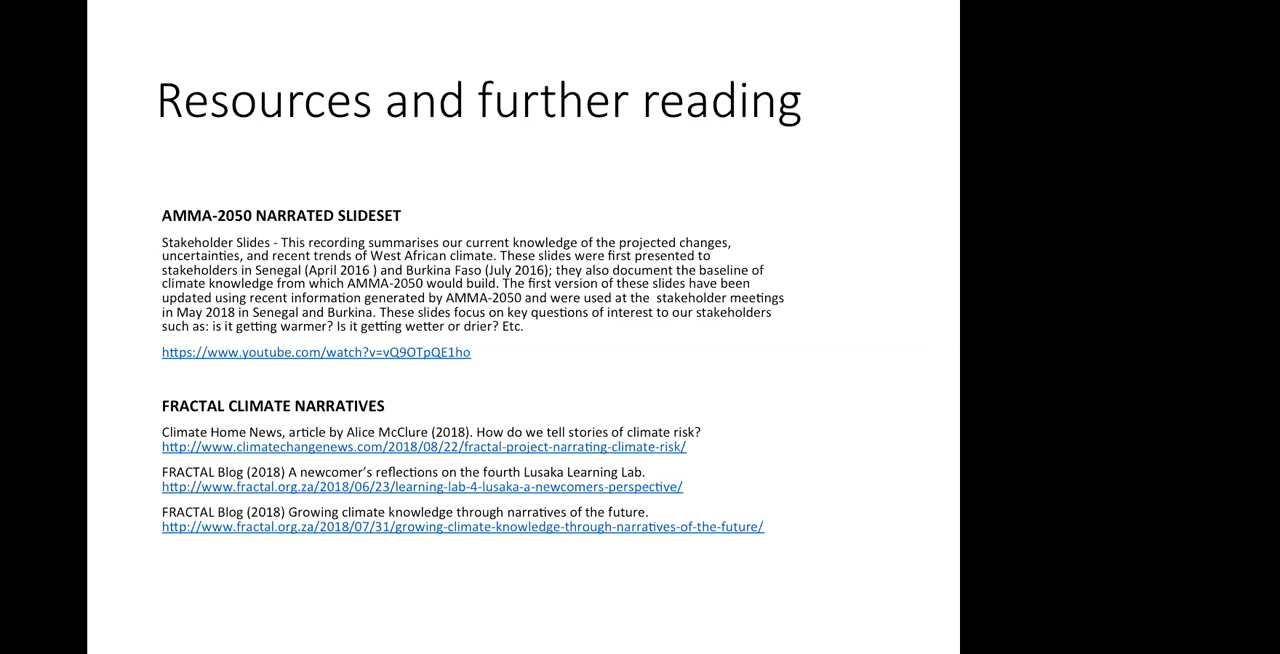 Resources and further reading
AMMA-2050 NARRATED SLIDESET
Stakeholder Slides - This recording summarises our current knowledge of the projected changes,
uncertainties, and recent trends of West African climate. These slides were first presented to
stakeholders in Senegal (April 2016 ) and Burkina Faso (July 2016); they also document the baseline of
climate knowledge from which AMMA-2050 would build. The first version of these slides have been
updated using recent information generated by AMMA-2050 and were used at the  stakeholder meetings
in May 2018 in Senegal and Burkina. These slides focus on key questions of interest to our stakeholders
such as: is it getting warmer? Is it getting wetter or drier? Etc.
https://www.youtube.com/watch?v=vQ9OTpQE1ho
FRACTAL CLIMATE NARRATIVES
Climate Home News, article by Alice McClure (2018). How do we tell stories of climate risk?
http://www.climatechangenews.com/2018/08/22/fractal-project-narrating-climate-risk/
FRACTAL Blog (2018) A newcomer’s reflections on the fourth Lusaka Learning Lab.
http://www.fractal.org.za/2018/06/23/learning-lab-4-lusaka-a-newcomers-perspective/
FRACTAL Blog (2018) Growing climate knowledge through narratives of the future.
http://www.fractal.org.za/2018/07/31/growing-climate-knowledge-through-narratives-of-the-future/